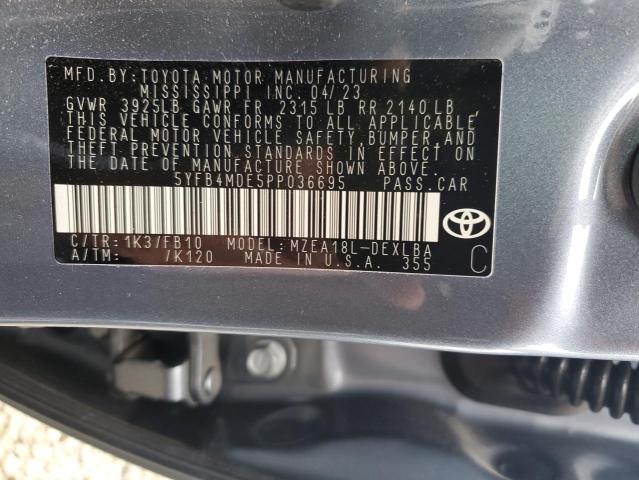 MFD. BY: TOYOTA MOTOR MANUFACTURING
MISSISSIPPI INC. 04/23
GVWR 3925LB GAWR FR 2315 LB RR 2140 LB
THIS VEHICLE CONFORMS TO ALL APPLICABLE
FEDERAL MOTOR VEHICLE SAFETY, BUMPER, AND
THEFT PREVENTION STANDARDS IN EFFECT ON
THE DATE OF MANUFACTURE SHOWN ABOVE.
5YFB4MDE5PP036695 PASS. CAR
C/TR: 1K3/FB10 MODEL: MZEA18L-DEXLBA
A/TM: /K120 MADE IN U.S.A. 355 C